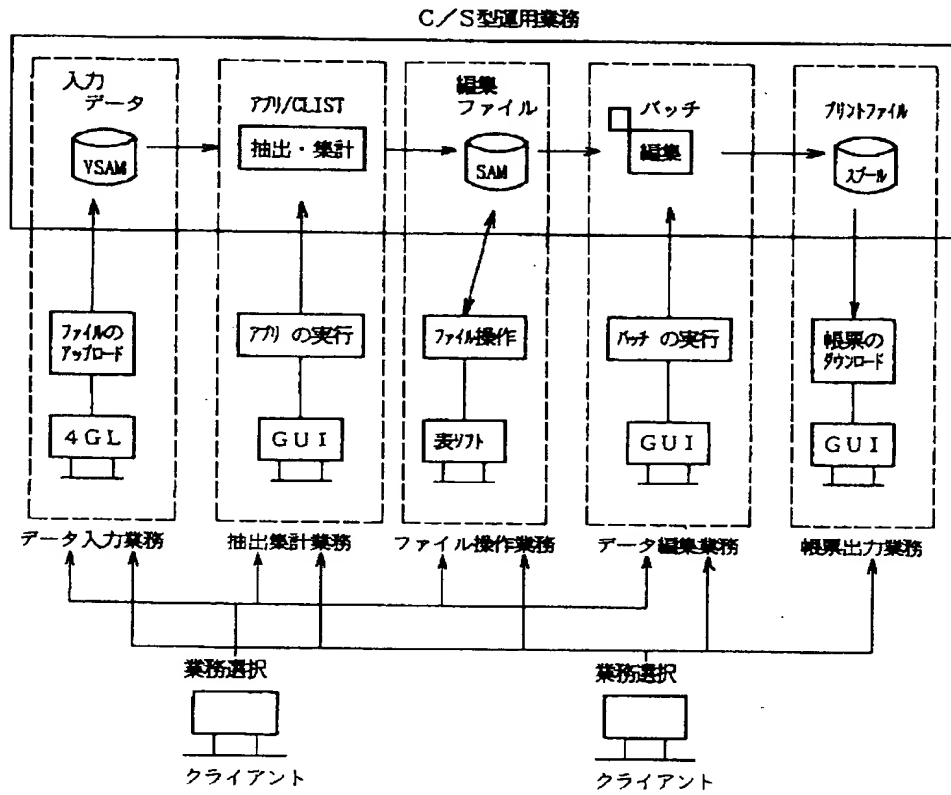 C/S型運用業務
入力
データ
VSAM
アプリ/CLIST
抽出・集計
編集
ファイル
SAM
バッチ
編集
プリントファイル
スプール
ファイルの
アップロード
アプリ の実行
ファイル操作
バッチ の実行
帳票の
ダウンロード
4GL
GUI
表ソフト
GUI
GUI
データ入力業務
抽出集計業務
ファイル操作業務
データ編集業務
帳票出力業務
業務選択
業務選択
クライアント
クライアント